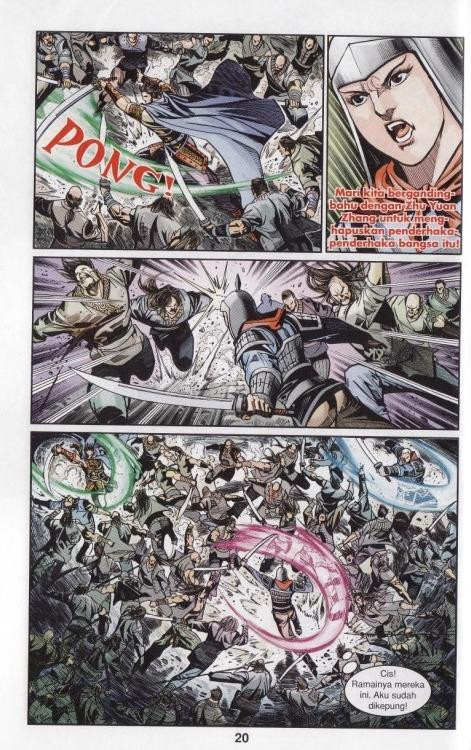 PONG!
Mari kita berganding-
bahu dengan Zhu Yuan
Zhang untuk meng-
hapuskan penderhaka-
penderhaka bangsa itu!
Cis!
Ramainya mereka
ini. Aku sudah
dikepung!
20